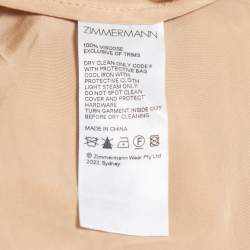 ZIMMERMANN
100% VISCOSE
EXCLUSIVE OF TRIMS
DRY CLEAN ONLY CODE P
WITH PROTECTIVE BAG
COOL IRON WITH
PROTECTIVE CLOTH
LIGHT STEAM ONLY
DO NOT SPOT CLEAN
COVER AND PROTECT
HARDWARE
TURN GARMENT INSIDE OUT
BEFORE DRY CLEANING
MADE IN CHINA
© Zimmermann Wear Pty Ltd
2022, Sydney.